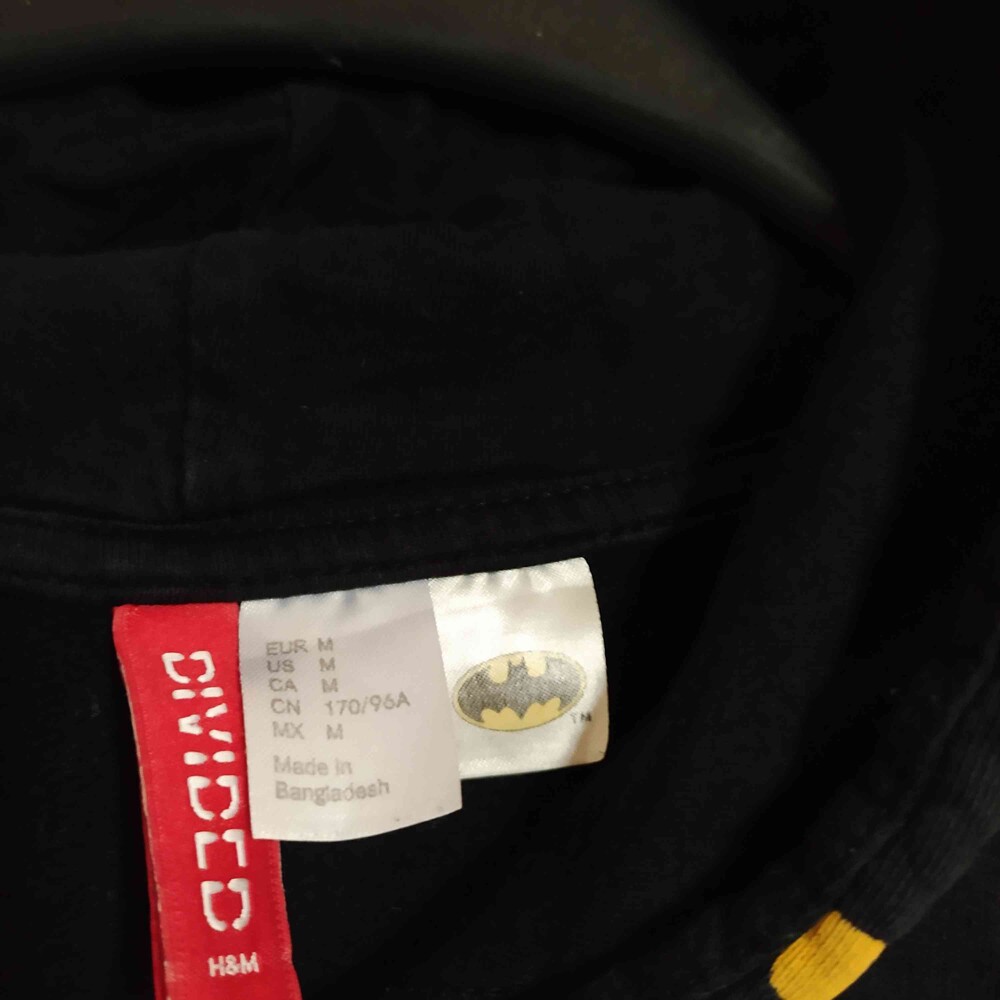 DIVIDED
H&M
EUR M
US M
CA M
CN 170/96A
MX M
Made in
Bangladesh
TM